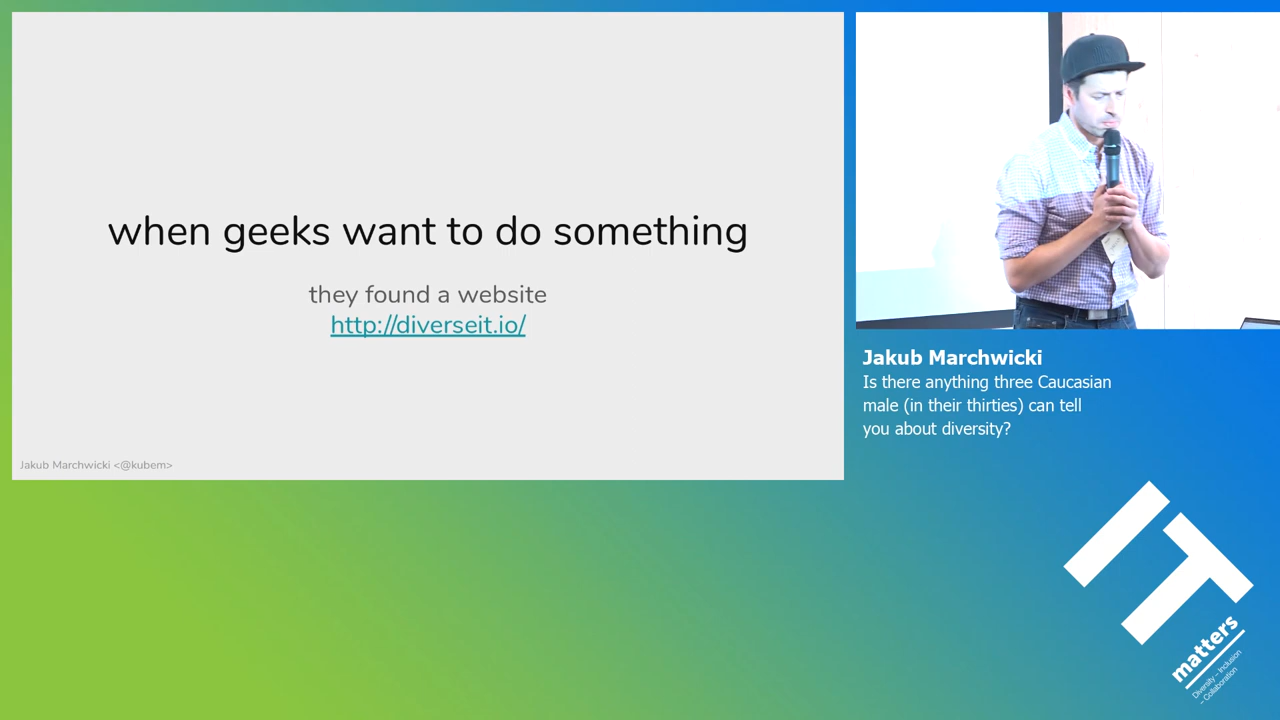 when geeks want to do something
they found a website
http://diverseit.io/
Jakub Marchwicki <@kubem>
Jakub Marchwicki
Is there anything three Caucasian
male (in their thirties) can tell
you about diversity?
IT
matters
Diversity – Inclusion
– Collaboration